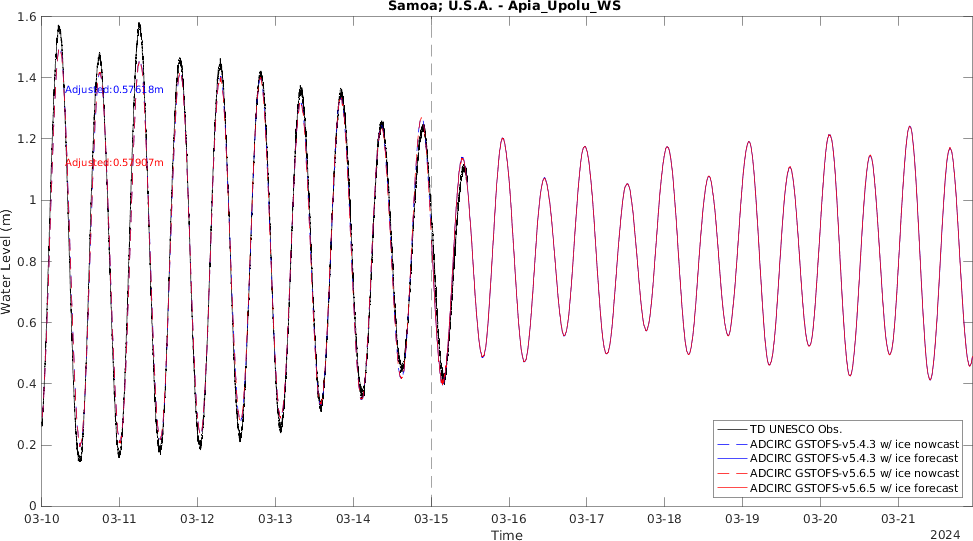 Samoa; U.S.A. - Apia_Upolu_WS
1.6
1.4
1.2
1
0.8
0.6
0.4
0.2
0
Water Level (m)
Adjusted:0.57618m
Adjusted:0.57907m
TD UNESCO Obs.
ADCIRC GSTOFS-v5.4.3 w/ ice nowcast
ADCIRC GSTOFS-v5.4.3 w/ ice forecast
ADCIRC GSTOFS-v5.6.5 w/ ice nowcast
ADCIRC GSTOFS-v5.6.5 w/ ice forecast
03-10 03-11 03-12 03-13 03-14 03-15 03-16 03-17 03-18 03-19 03-20 03-21
Time
2024